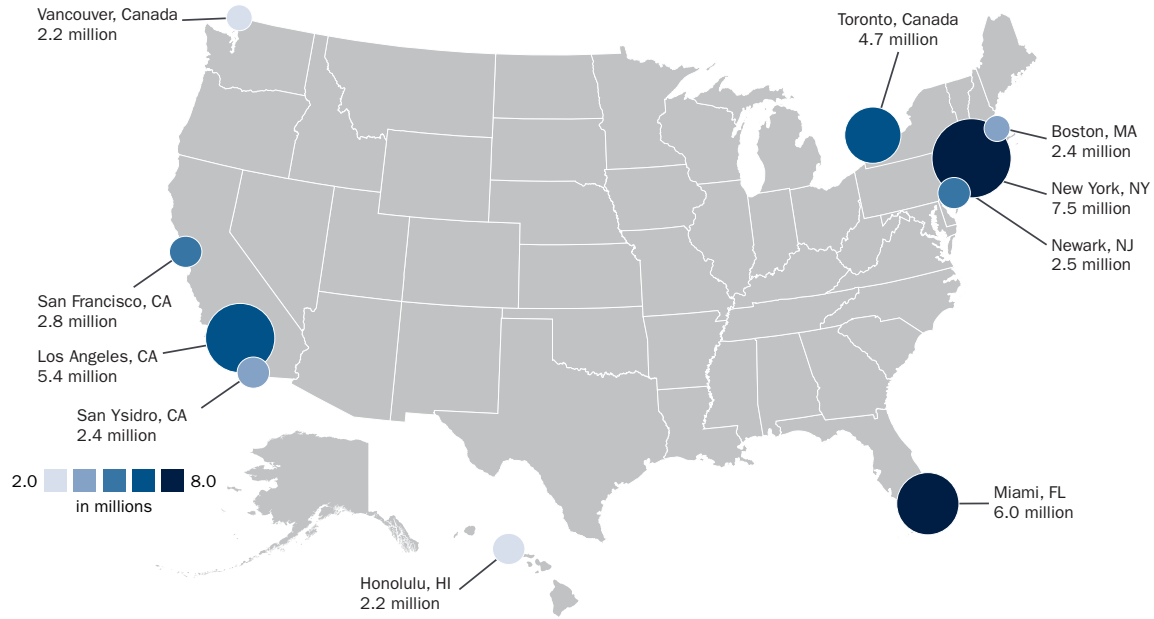 Vancouver, Canada
2.2 million
Toronto, Canada
4.7 million
Boston, MA
2.4 million
New York, NY
7.5 million
Newark, NJ
2.5 million
San Francisco, CA
2.8 million
Los Angeles, CA
5.4 million
San Ysidro, CA
2.4 million
2.0 8.0
in millions
Miami, FL
6.0 million
Honolulu, HI
2.2 million